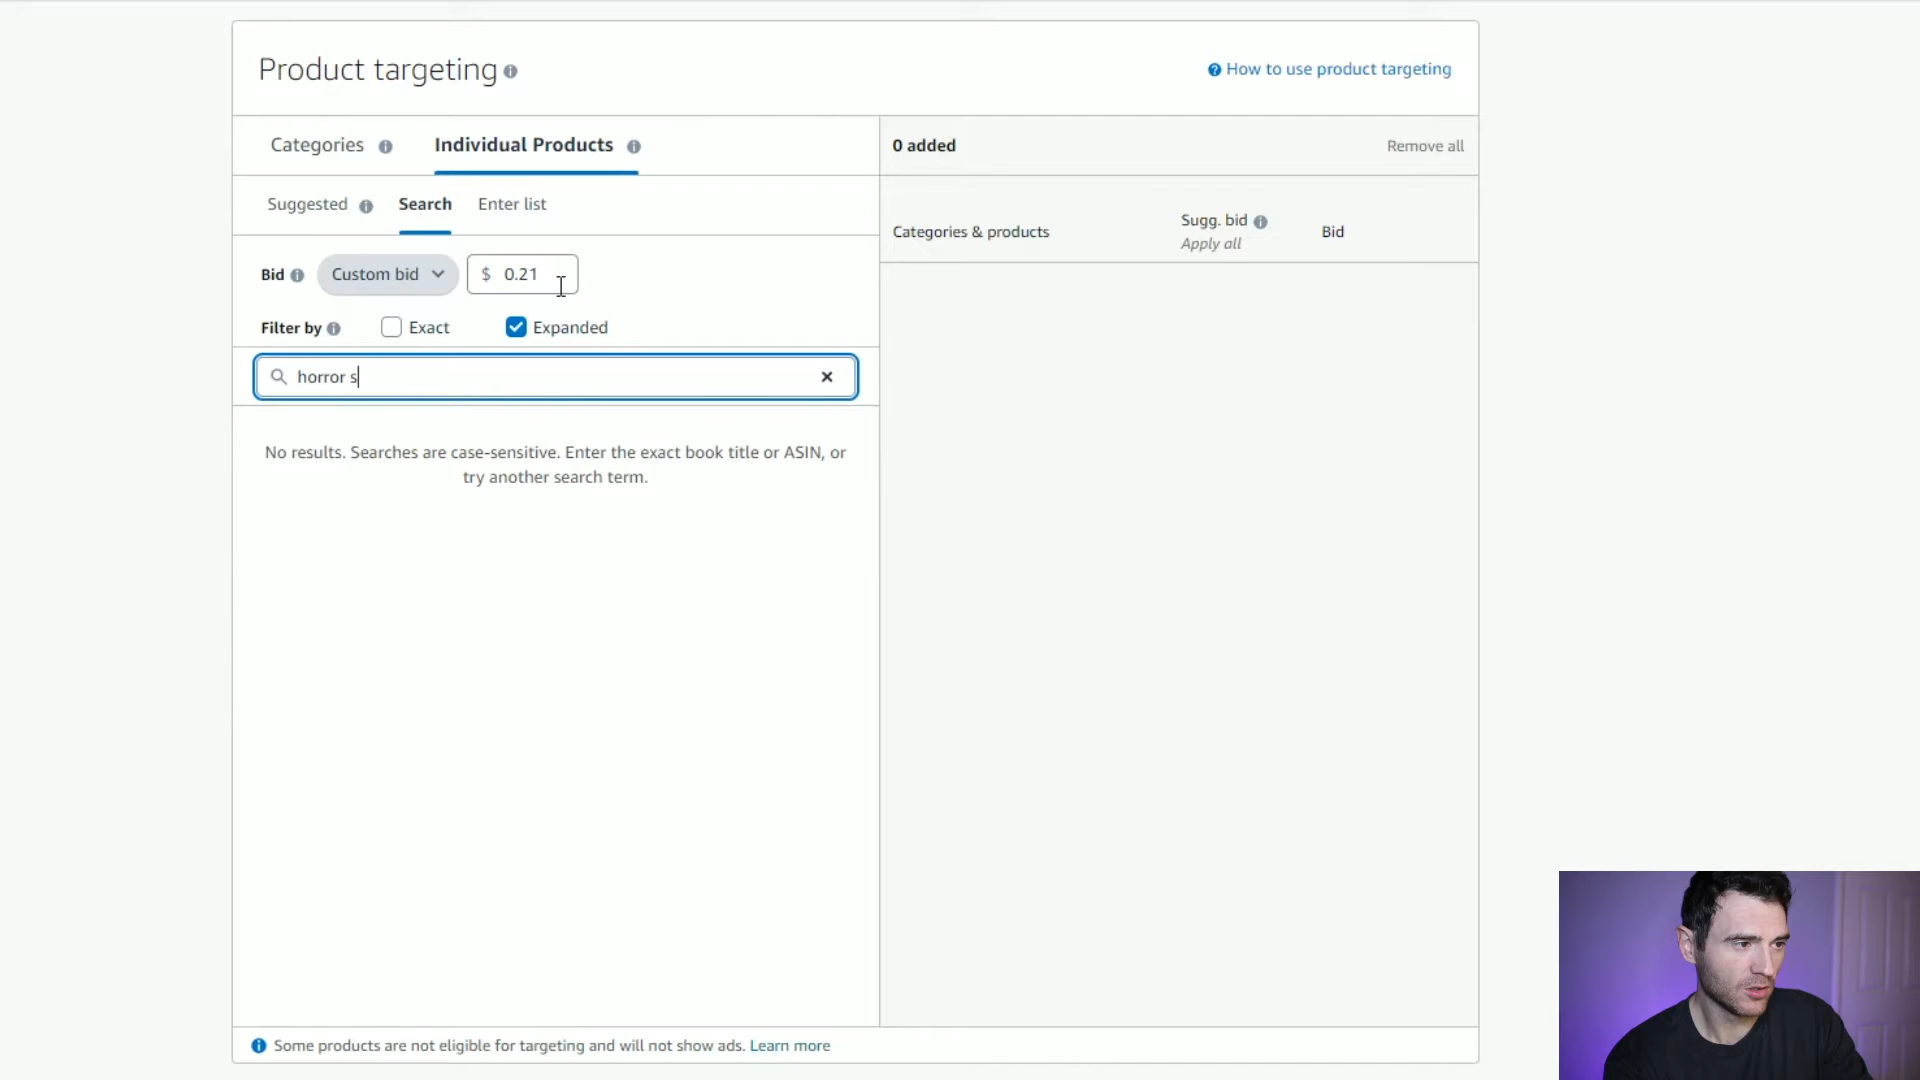 Product targeting
How to use product targeting
Categories
Individual Products
0 added
Remove all
Suggested
Search
Enter list
Categories & products
Sugg. bid
Apply all
Bid
Bid
Custom bid
$ 0.21
Filter by
Exact
Expanded
horror s
No results. Searches are case-sensitive. Enter the exact book title or ASIN, or
try another search term.
Some products are not eligible for targeting and will not show ads. Learn more